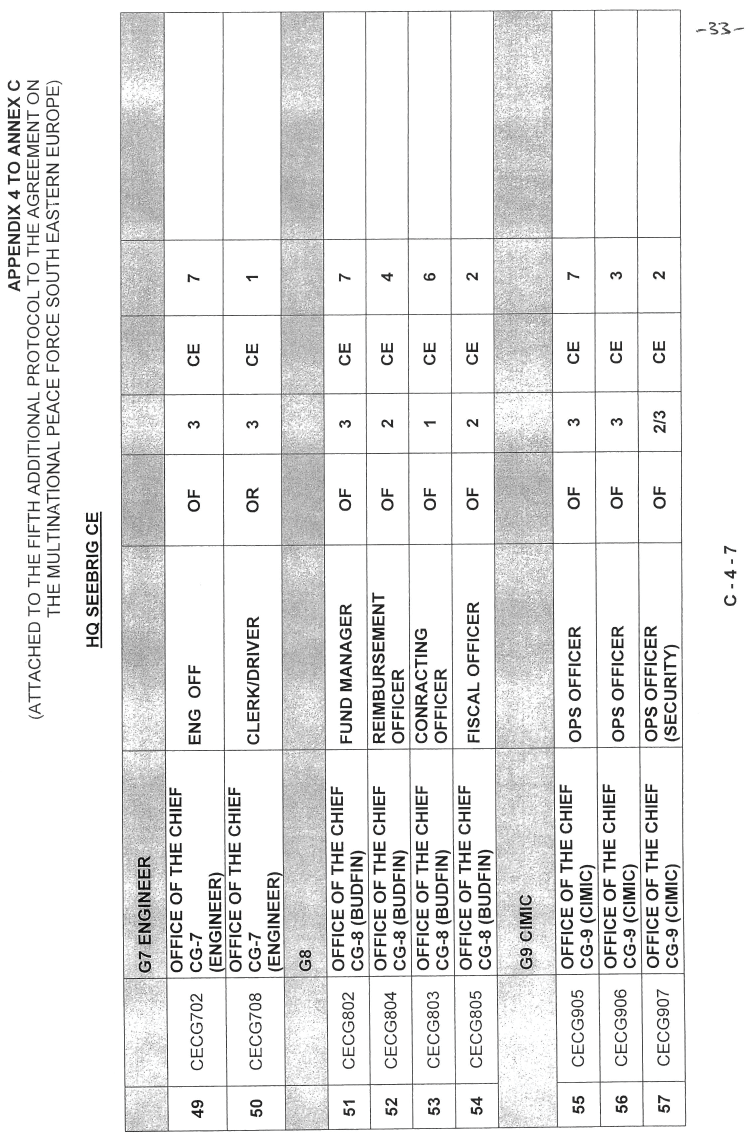 -33-
APPENDIX 4 TO ANNEX C
(ATTACHED TO THE FIFTH ADDITIONAL PROTOCOL TO THE AGREEMENT ON
THE MULTINATIONAL PEACE FORCE SOUTH EASTERN EUROPE)
HQ SEEBRIG CE
G7 ENGINEER
49 CECG702 OFFICE OF THE CHIEF CG-7 (ENGINEER) ENG OFF OF 3 CE 7
50 CECG708 OFFICE OF THE CHIEF CG-7 (ENGINEER) CLERK/DRIVER OR 3 CE 1
G8
51 CECG802 OFFICE OF THE CHIEF CG-8 (BUDFIN) FUND MANAGER OF 3 CE 7
52 CECG804 OFFICE OF THE CHIEF CG-8 (BUDFIN) REIMBURSEMENT OFFICER OF 2 CE 4
53 CECG803 OFFICE OF THE CHIEF CG-8 (BUDFIN) CONRACTING OFFICER OF 1 CE 6
54 CECG805 OFFICE OF THE CHIEF CG-8 (BUDFIN) FISCAL OFFICER OF 2 CE 2
G9 CIMIC
55 CECG905 OFFICE OF THE CHIEF CG-9 (CIMIC) OPS OFFICER OF 3 CE 7
56 CECG906 OFFICE OF THE CHIEF CG-9 (CIMIC) OPS OFFICER OF 3 CE 3
57 CECG907 OFFICE OF THE CHIEF CG-9 (CIMIC) OPS OFFICER (SECURITY) OF 2/3 CE 2
C - 4 - 7